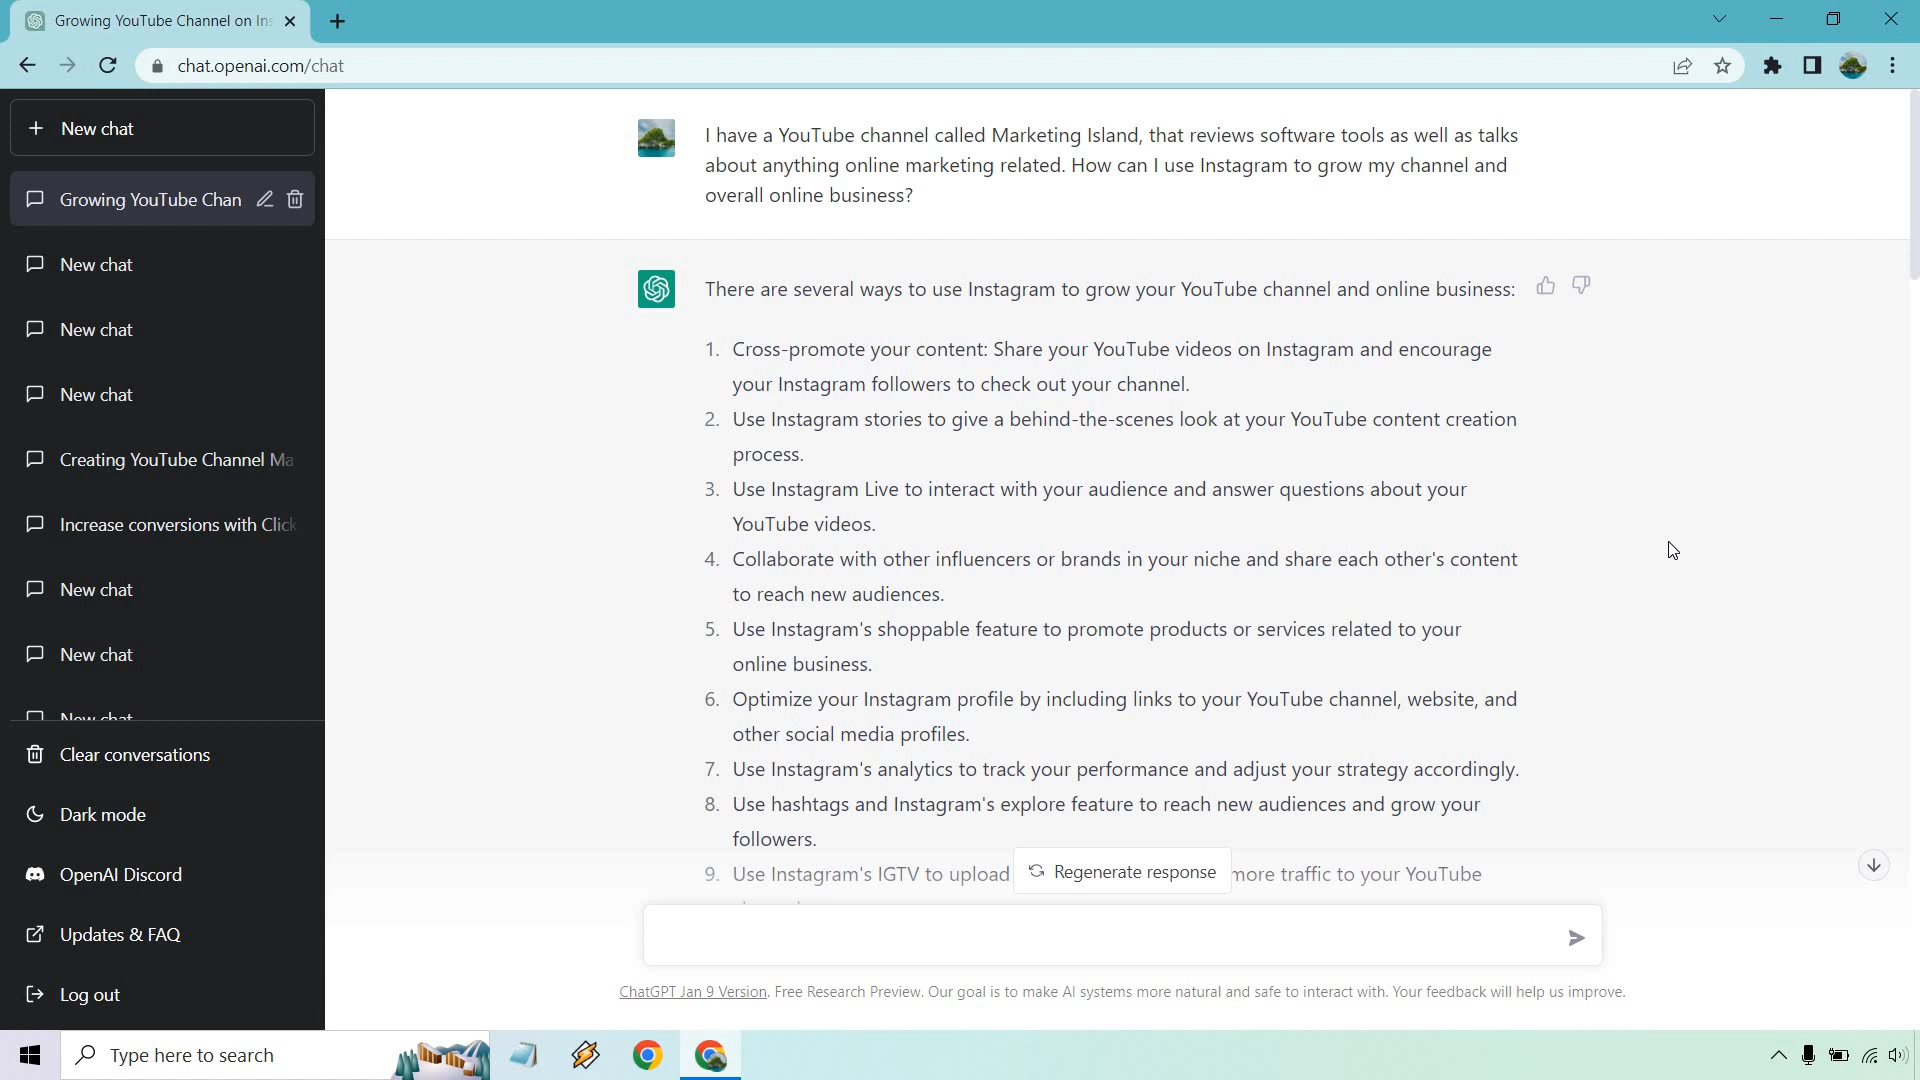 Growing YouTube Channel on Ins
chat.openai.com/chat
New chat
Growing YouTube Chan
New chat
New chat
New chat
Creating YouTube Channel Ma
Increase conversions with Click
New chat
New chat
New chat
Clear conversations
Dark mode
OpenAI Discord
Updates & FAQ
Log out
I have a YouTube channel called Marketing Island, that reviews software tools as well as talks
about anything online marketing related. How can I use Instagram to grow my channel and
overall online business?
There are several ways to use Instagram to grow your YouTube channel and online business:
1. Cross-promote your content: Share your YouTube videos on Instagram and encourage
your Instagram followers to check out your channel.
2. Use Instagram stories to give a behind-the-scenes look at your YouTube content creation
process.
3. Use Instagram Live to interact with your audience and answer questions about your
YouTube videos.
4. Collaborate with other influencers or brands in your niche and share each other's content
to reach new audiences.
5. Use Instagram's shoppable feature to promote products or services related to your
online business.
6. Optimize your Instagram profile by including links to your YouTube channel, website, and
other social media profiles.
7. Use Instagram's analytics to track your performance and adjust your strategy accordingly.
8. Use hashtags and Instagram's explore feature to reach new audiences and grow your
followers.
9. Use Instagram's IGTV to upload more traffic to your YouTube
Regenerate response
ChatGPT Jan 9 Version. Free Research Preview. Our goal is to make AI systems more natural and safe to interact with. Your feedback will help us improve.
Type here to search